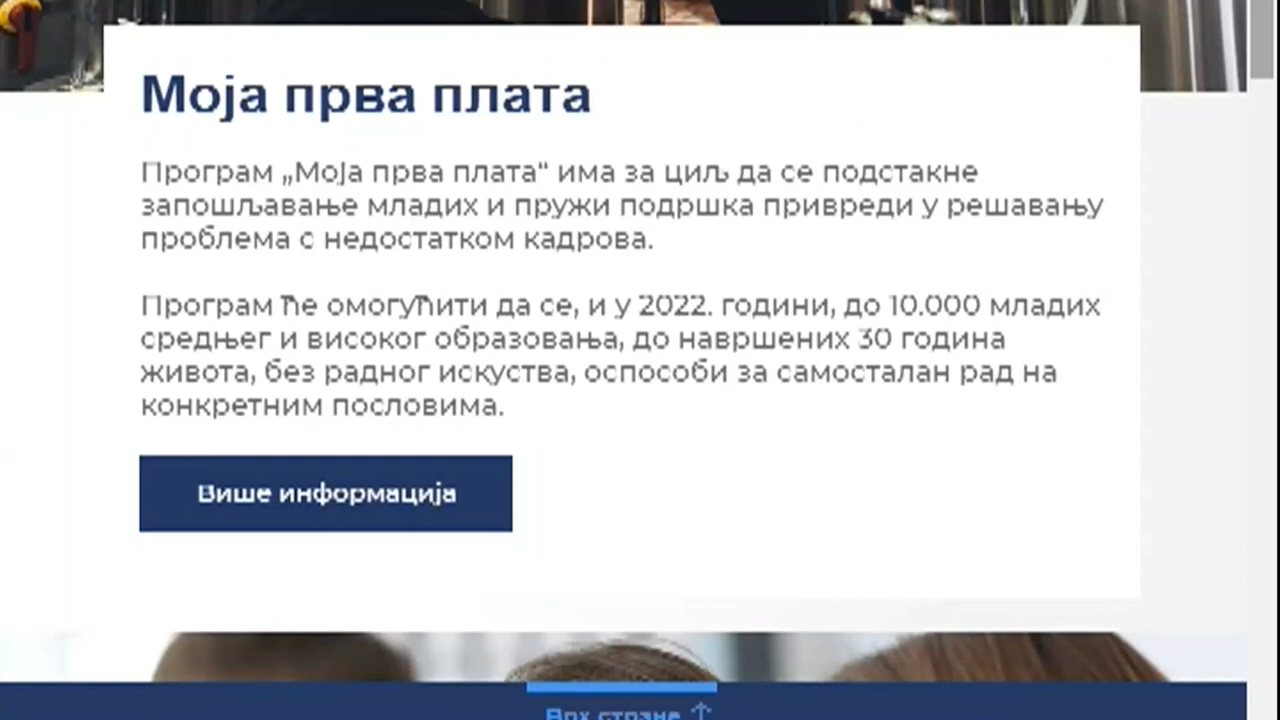 Моја прва плата
Програм „Моја прва плата“ има за циљ да се подстакне
запошљавање младих и пружи подршка привреди у решавању
проблема с недостатком кадрова.
Програм ће омогућити да се, и у 2022. години, до 10.000 младих
средњег и високог образовања, до навршених 30 година
живота, без радног искуства, оспособи за самосталан рад на
конкретним пословима.
Више информација
Врх стране ↑